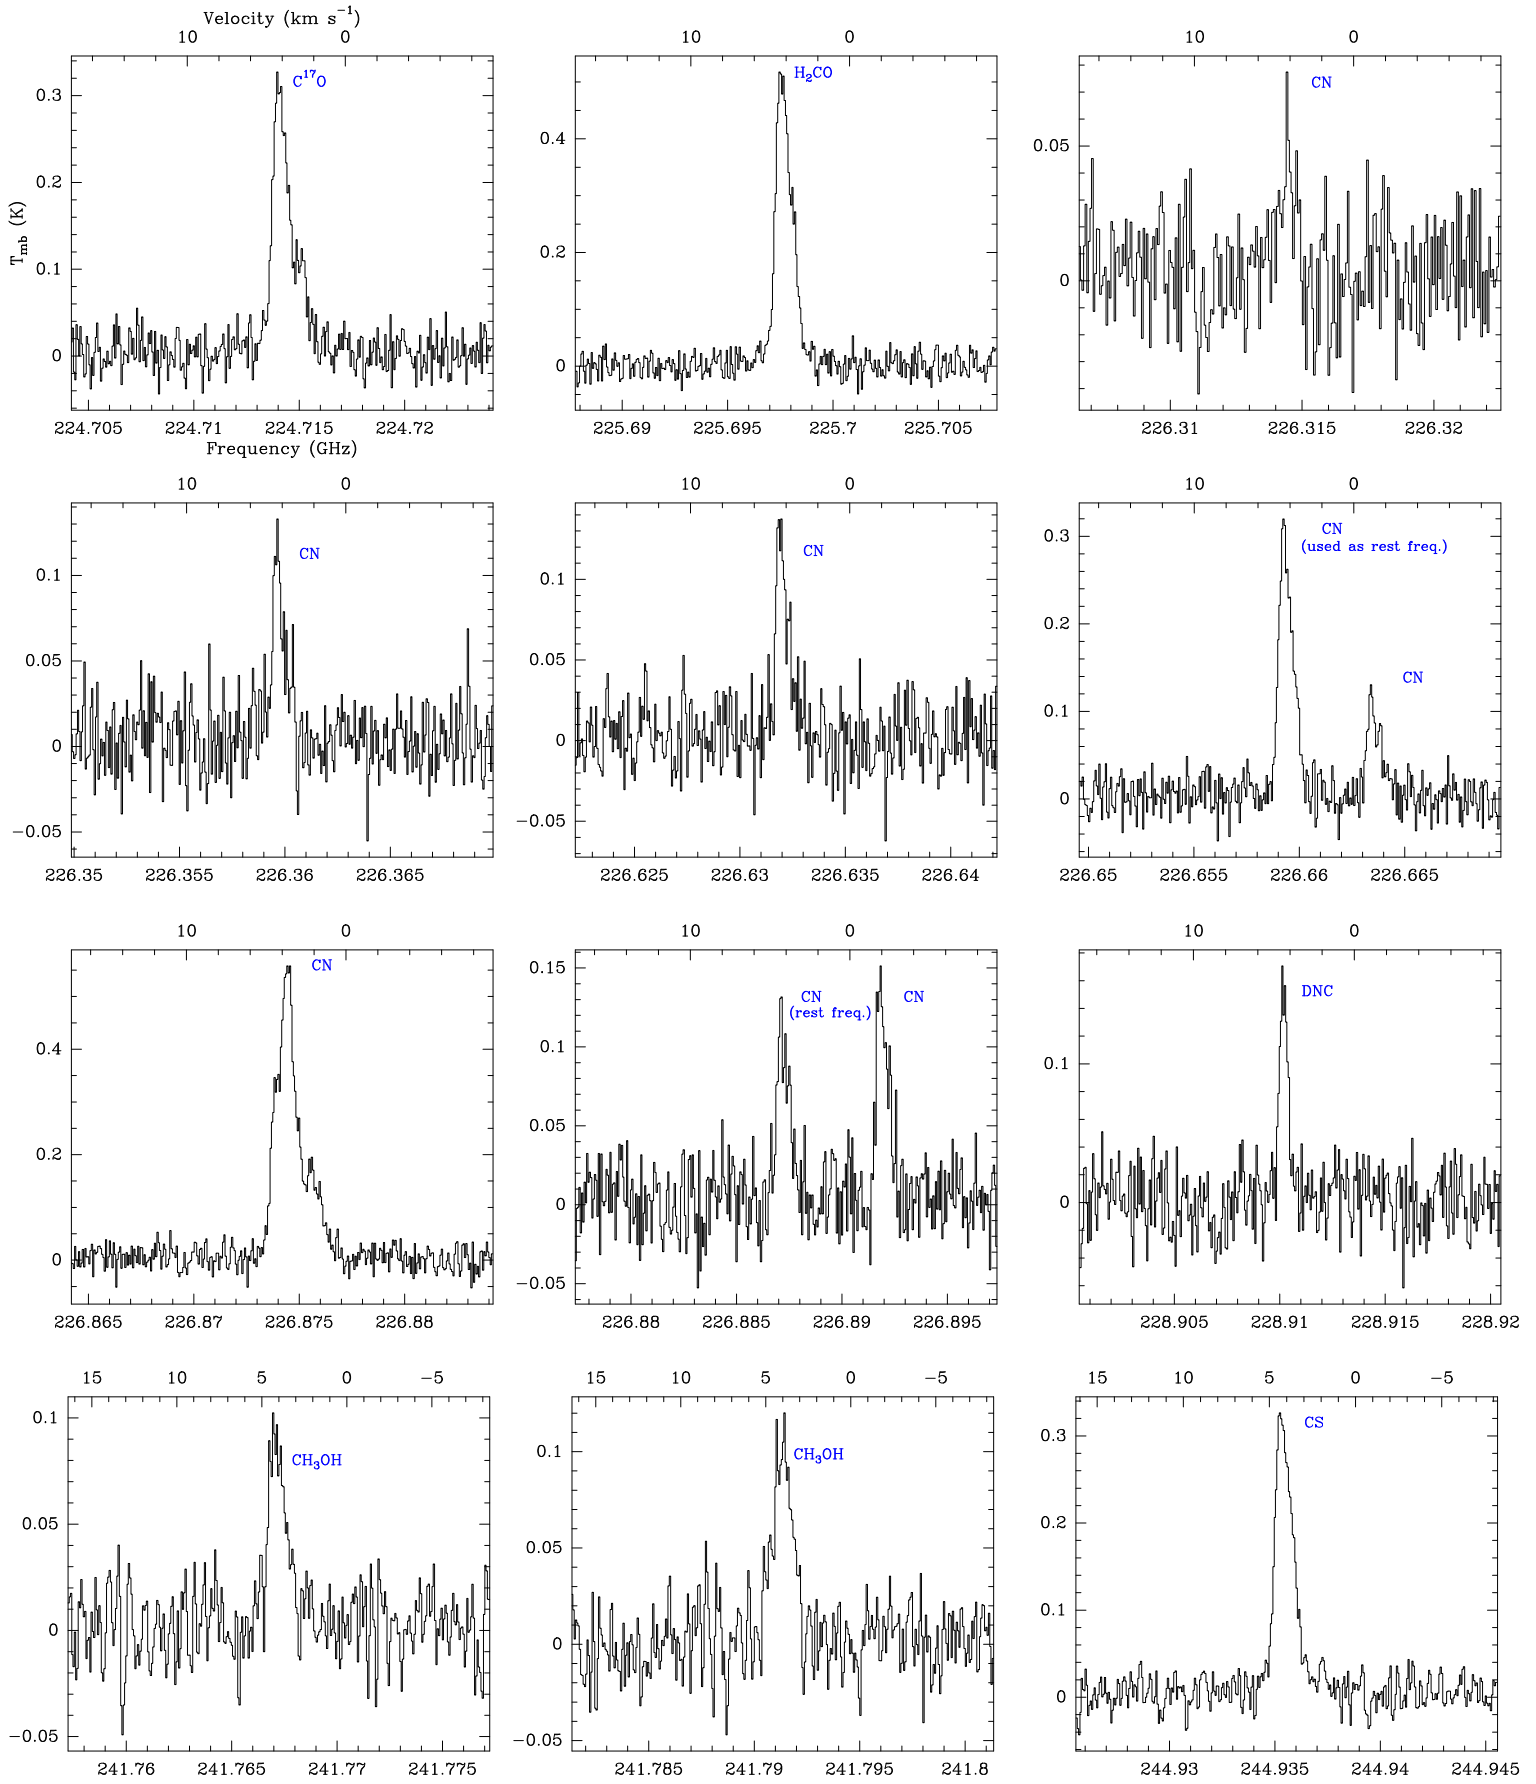 Velocity (km s⁻¹)
10 0
10 0
10 0
C¹⁷O
H₂CO
CN
T_mb (K)
0.3
0.2
0.1
0
0.4
0.2
0
0.05
0
224.705 224.71 224.715 224.72
225.69 225.695 225.7 225.705
226.31 226.315 226.32
Frequency (GHz)
10 0
10 0
10 0
CN
CN
CN
(used as rest freq.)
CN
0.1
0.05
0
−0.05
0.1
0.05
0
−0.05
0.3
0.2
0.1
0
226.35 226.355 226.36 226.365
226.625 226.63 226.635 226.64
226.65 226.655 226.66 226.665
10 0
10 0
10 0
CN
CN
(rest freq.)
CN
DNC
0.4
0.2
0
0.15
0.1
0.05
0
−0.05
0.1
0
226.865 226.87 226.875 226.88
226.88 226.885 226.89 226.895
228.905 228.91 228.915 228.92
15 10 5 0 −5
15 10 5 0 −5
15 10 5 0 −5
CH₃OH
CH₃OH
CS
0.1
0.05
0
−0.05
0.1
0.05
0
−0.05
0.3
0.2
0.1
0
241.76 241.765 241.77 241.775
241.785 241.79 241.795 241.8
244.93 244.935 244.94 244.945